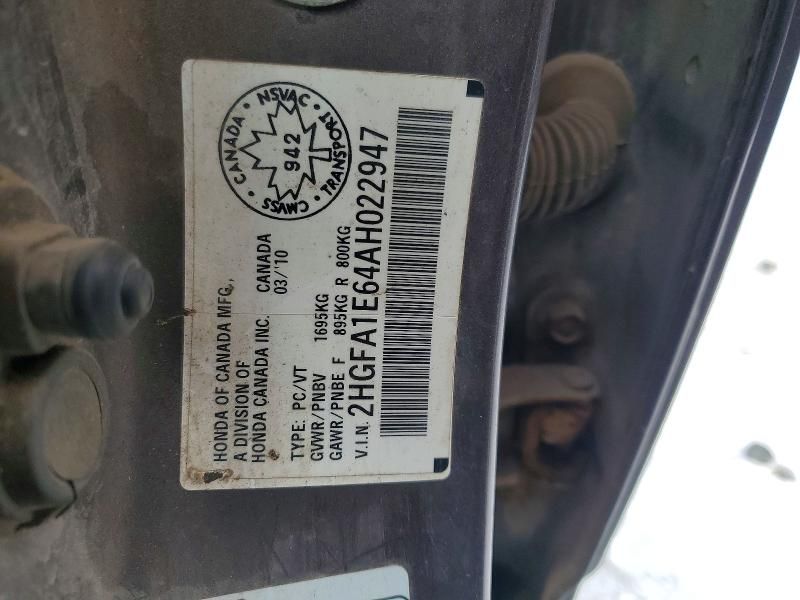 HONDA OF CANADA MFG.,
A DIVISION OF
HONDA CANADA INC. CANADA
03/'10
TYPE: PC/VT
GVWR/PNBV 1695KG
GAWR/PNBE F 895KG R 800KG
V.I.N. 2HGFA1E64AH022947
CANADA · NSVAC · TRANSPORT · CMVSS ·
942